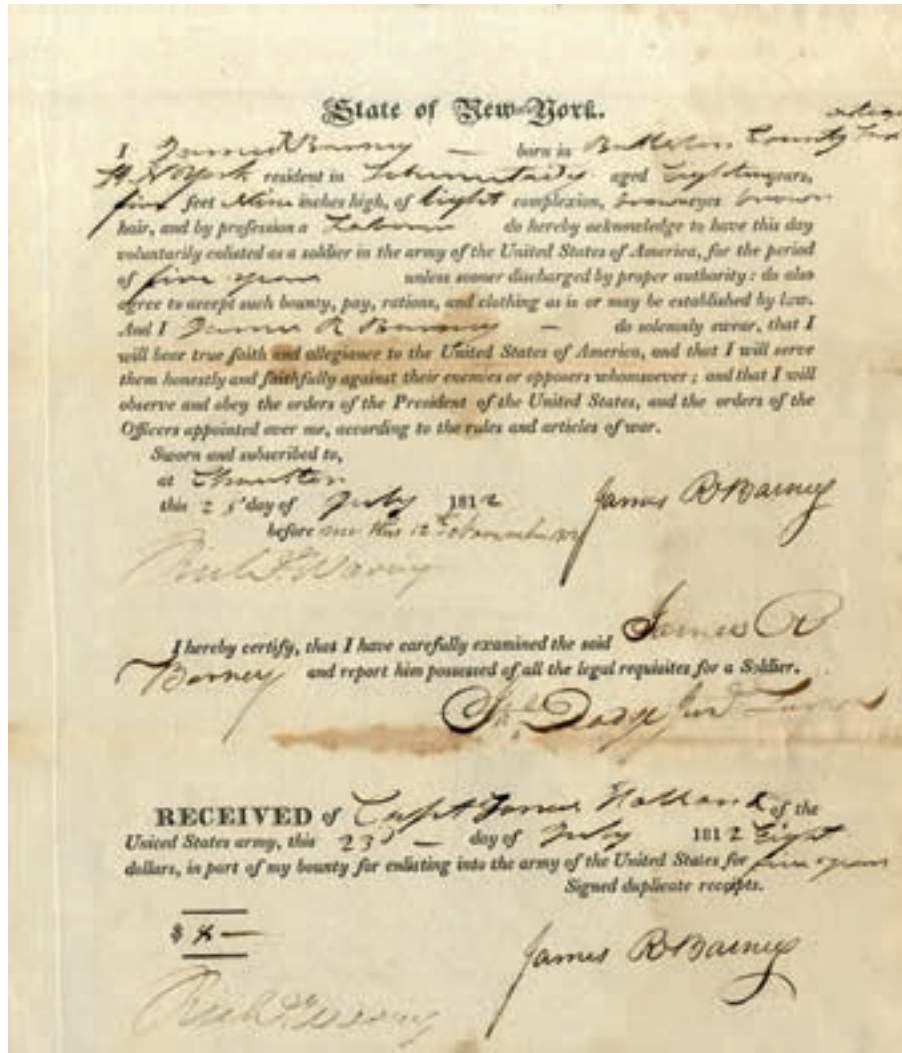 State of New-York.
I James R Barney — born in County
York resident in aged Eighteen years,
five feet Nine inches high, of light complexion, brown eyes brown
hair, and by profession a do hereby acknowledge to have this day
voluntarily enlisted as a soldier in the army of the United States of America, for the period
of five years unless sooner discharged by proper authority: do also
agree to accept such bounty, pay, rations, and clothing as is or may be established by law.
And I James R Barney — do solemnly swear, that I
will bear true faith and allegiance to the United States of America, and that I will serve
them honestly and faithfully against their enemies or opposers whomsoever; and that I will
observe and obey the orders of the President of the United States, and the orders of the
Officers appointed over me, according to the rules and articles of war.
Sworn and subscribed to,
at
this day of July 1812
James R Barney
before me this 12th
I hereby certify, that I have carefully examined the said James R
Barney and report him possessed of all the legal requisites for a Soldier.
Dodge
RECEIVED of Capt Holland of the
United States army, this 23d — day of July 1812 Eight
dollars, in part of my bounty for enlisting into the army of the United States for five years
Signed duplicate receipts.
$ 8 —
James R Barney